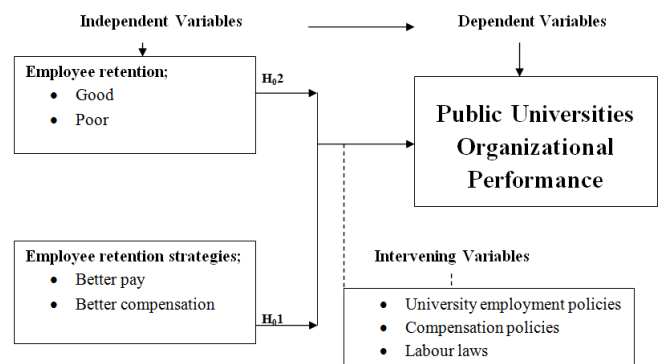 Independent Variables
Dependent Variables
Employee retention;
• Good
• Poor
H₀2
Public Universities
Organizational
Performance
Employee retention strategies;
• Better pay
• Better compensation
H₀1
Intervening Variables
• University employment policies
• Compensation policies
• Labour laws